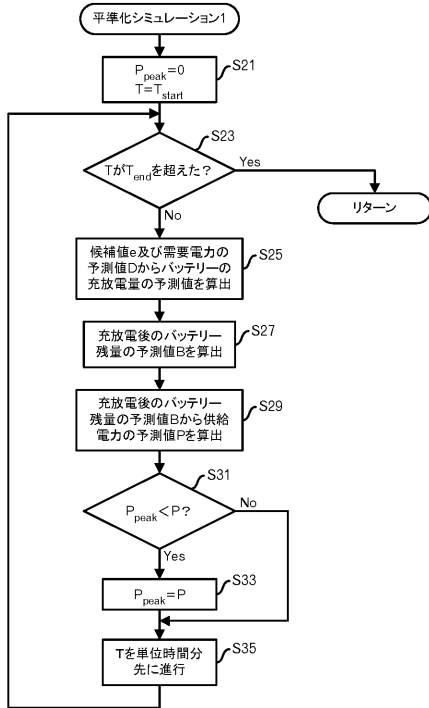 平準化シミュレーション1
Ppeak=0
T=Tstart
S21
TがTendを超えた？
S23
Yes
リターン
No
候補値e及び需要電力の
予測値Dからバッテリーの
充放電量の予測値を算出
S25
充放電後のバッテリー
残量の予測値Bを算出
S27
充放電後のバッテリー
残量の予測値Bから供給
電力の予測値Pを算出
S29
Ppeak<P?
S31
No
Yes
Ppeak=P
S33
Tを単位時間分
先に進行
S35